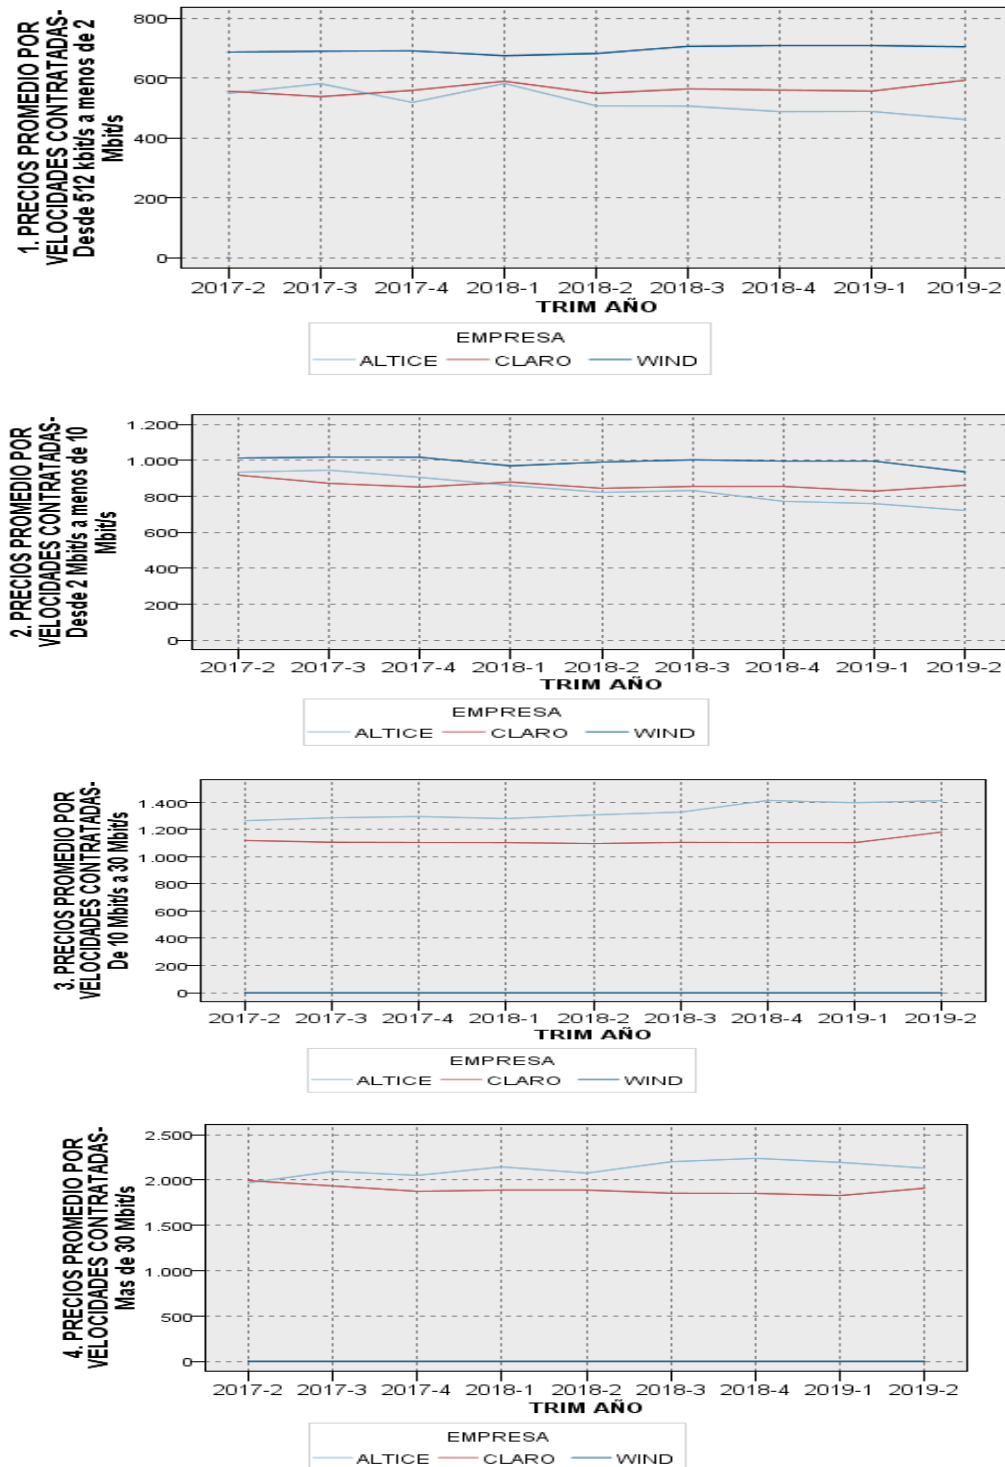 1. PRECIOS PROMEDIO POR
VELOCIDADES CONTRATADAS-
Desde 512 kbit/s a menos de 2
Mbit/s
800
600
400
200
0
2017-2 2017-3 2017-4 2018-1 2018-2 2018-3 2018-4 2019-1 2019-2
TRIM AÑO
EMPRESA
ALTICE CLARO WIND
2. PRECIOS PROMEDIO POR
VELOCIDADES CONTRATADAS-
Desde 2 Mbit/s a menos de 10
Mbit/s
1.200
1.000
800
600
400
200
0
2017-2 2017-3 2017-4 2018-1 2018-2 2018-3 2018-4 2019-1 2019-2
TRIM AÑO
EMPRESA
ALTICE CLARO WIND
3. PRECIOS PROMEDIO POR
VELOCIDADES CONTRATADAS-
De 10 Mbit/s a 30 Mbit/s
1.400
1.200
1.000
800
600
400
200
0
2017-2 2017-3 2017-4 2018-1 2018-2 2018-3 2018-4 2019-1 2019-2
TRIM AÑO
EMPRESA
ALTICE CLARO WIND
4. PRECIOS PROMEDIO POR
VELOCIDADES CONTRATADAS-
Mas de 30 Mbit/s
2.500
2.000
1.500
1.000
500
0
2017-2 2017-3 2017-4 2018-1 2018-2 2018-3 2018-4 2019-1 2019-2
TRIM AÑO
EMPRESA
ALTICE CLARO WIND